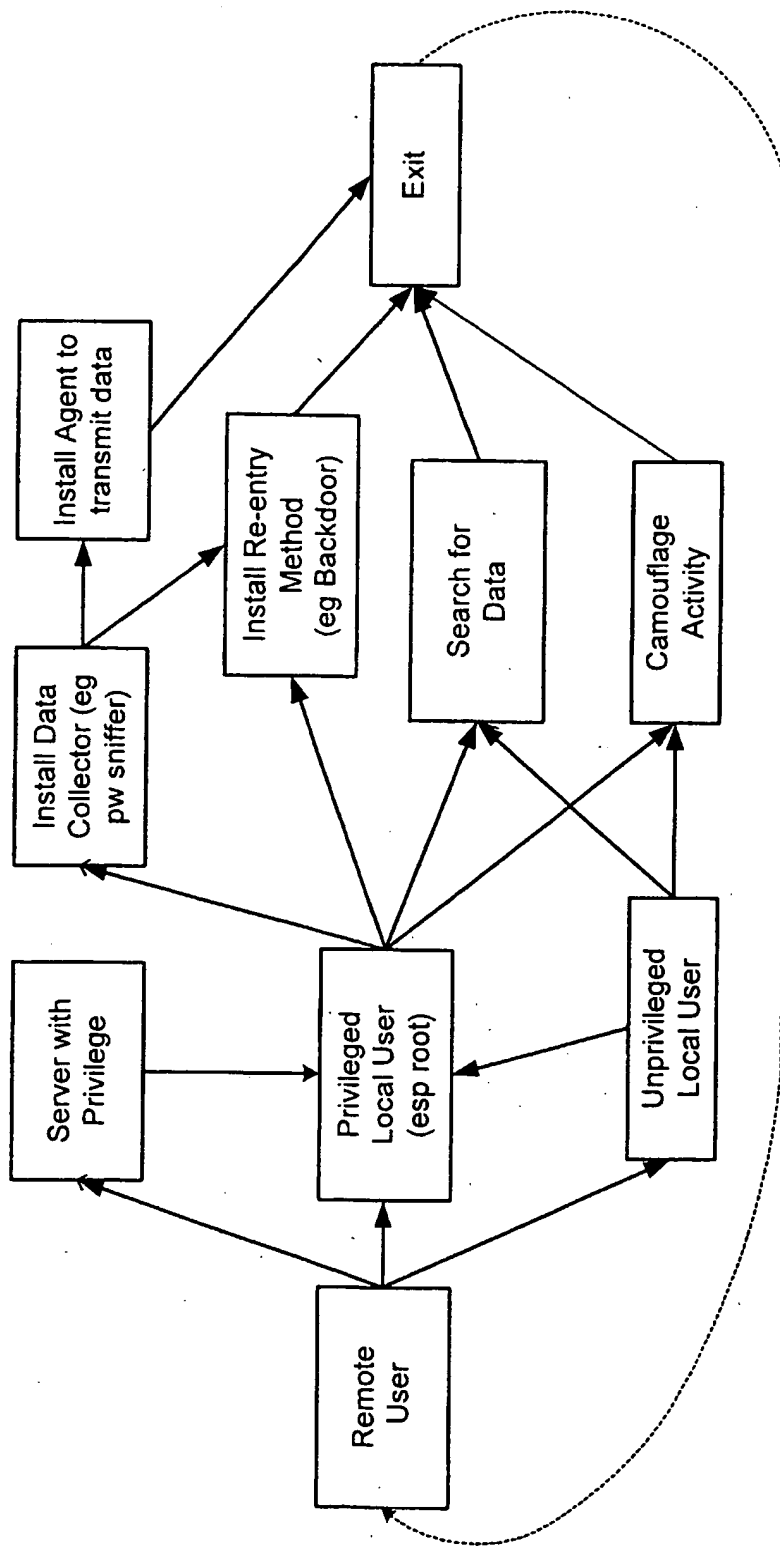 Remote
User
Server with
Privilege
Privileged
Local User
(esp root)
Unprivileged
Local User
Install Data
Collector (eg
pw sniffer)
Install Agent to
transmit data
Install Re-entry
Method
(eg Backdoor)
Search for
Data
Camouflage
Activity
Exit